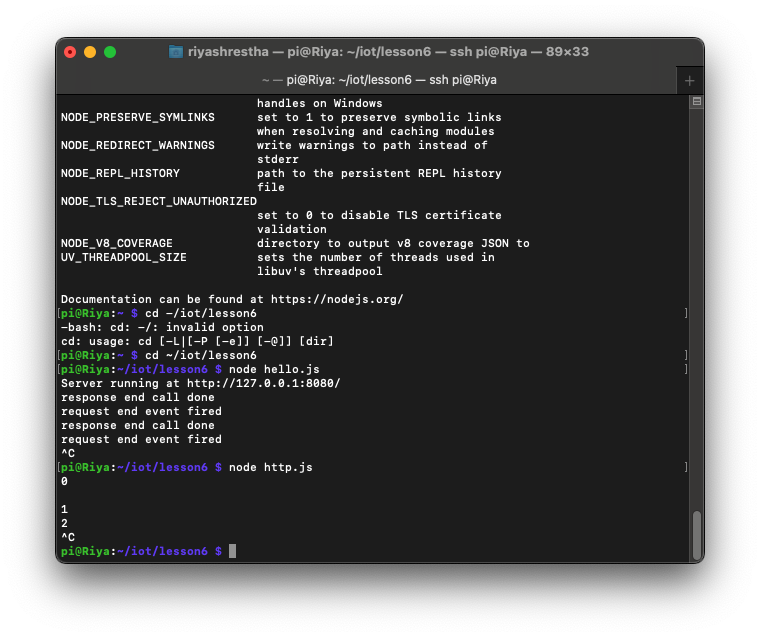 riyashrestha — pi@Riya: ~/iot/lesson6 — ssh pi@Riya — 89×33
~ — pi@Riya: ~/iot/lesson6 — ssh pi@Riya
handles on Windows
NODE_PRESERVE_SYMLINKS set to 1 to preserve symbolic links
when resolving and caching modules
NODE_REDIRECT_WARNINGS write warnings to path instead of
stderr
NODE_REPL_HISTORY path to the persistent REPL history
file
NODE_TLS_REJECT_UNAUTHORIZED
set to 0 to disable TLS certificate
validation
NODE_V8_COVERAGE directory to output v8 coverage JSON to
UV_THREADPOOL_SIZE sets the number of threads used in
libuv's threadpool
Documentation can be found at https://nodejs.org/
[pi@Riya:~ $ cd -/iot/lesson6 ]
-bash: cd: -/: invalid option
cd: usage: cd [-L|[-P [-e]] [-@]] [dir]
[pi@Riya:~ $ cd ~/iot/lesson6 ]
[pi@Riya:~/iot/lesson6 $ node hello.js ]
Server running at http://127.0.0.1:8080/
response end call done
request end event fired
response end call done
request end event fired
^C
[pi@Riya:~/iot/lesson6 $ node http.js ]
0
1
2
^C
pi@Riya:~/iot/lesson6 $